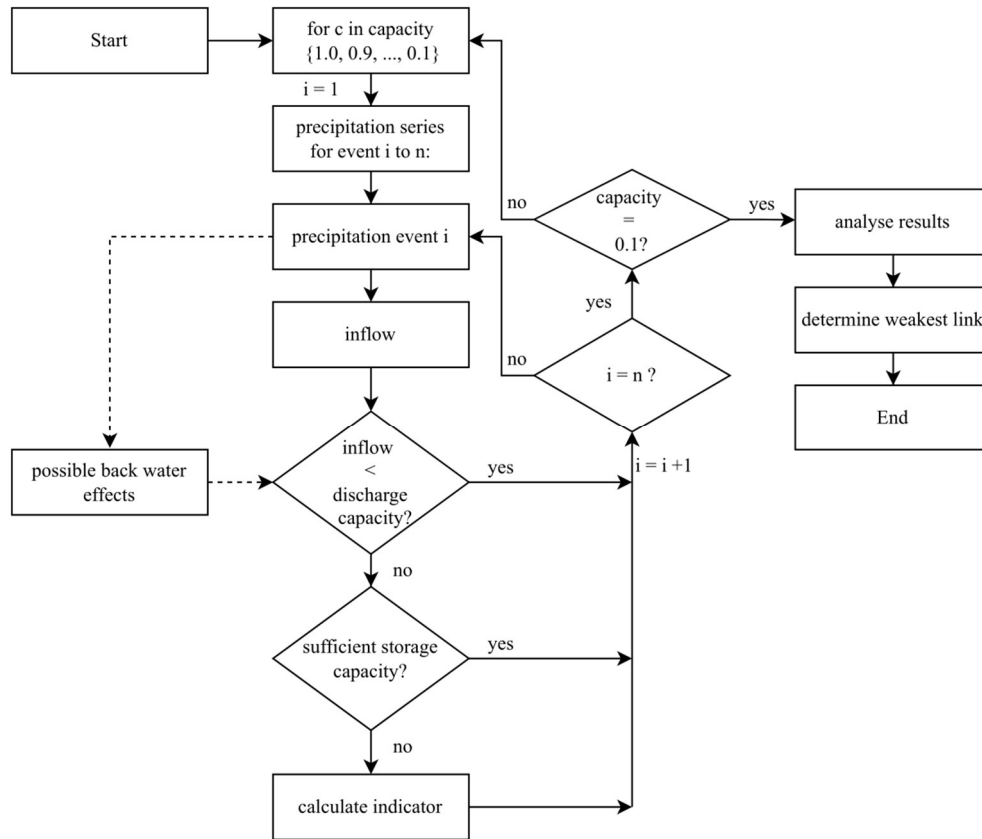 Start
for c in capacity
{1.0, 0.9, ..., 0.1}
i = 1
precipitation series
for event i to n:
precipitation event i
inflow
possible back water
effects
inflow
<
discharge
capacity?
yes
no
sufficient storage
capacity?
yes
no
calculate indicator
i = i +1
i = n ?
no
yes
capacity
=
0.1?
no
yes
analyse results
determine weakest link
End